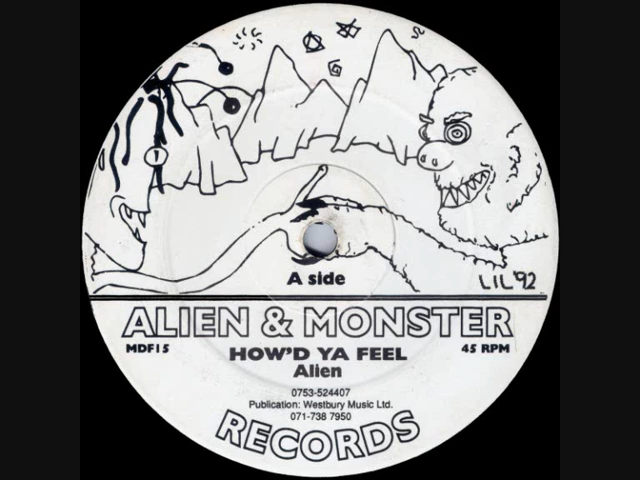 A side
LIL '92
ALIEN & MONSTER
MDF15
HOW'D YA FEEL
45 RPM
Alien
0753-524407
Publication: Westbury Music Ltd.
071-738 7950
RECORDS